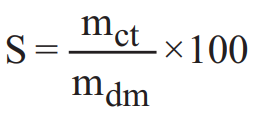 S = m_ct / m_dm × 100